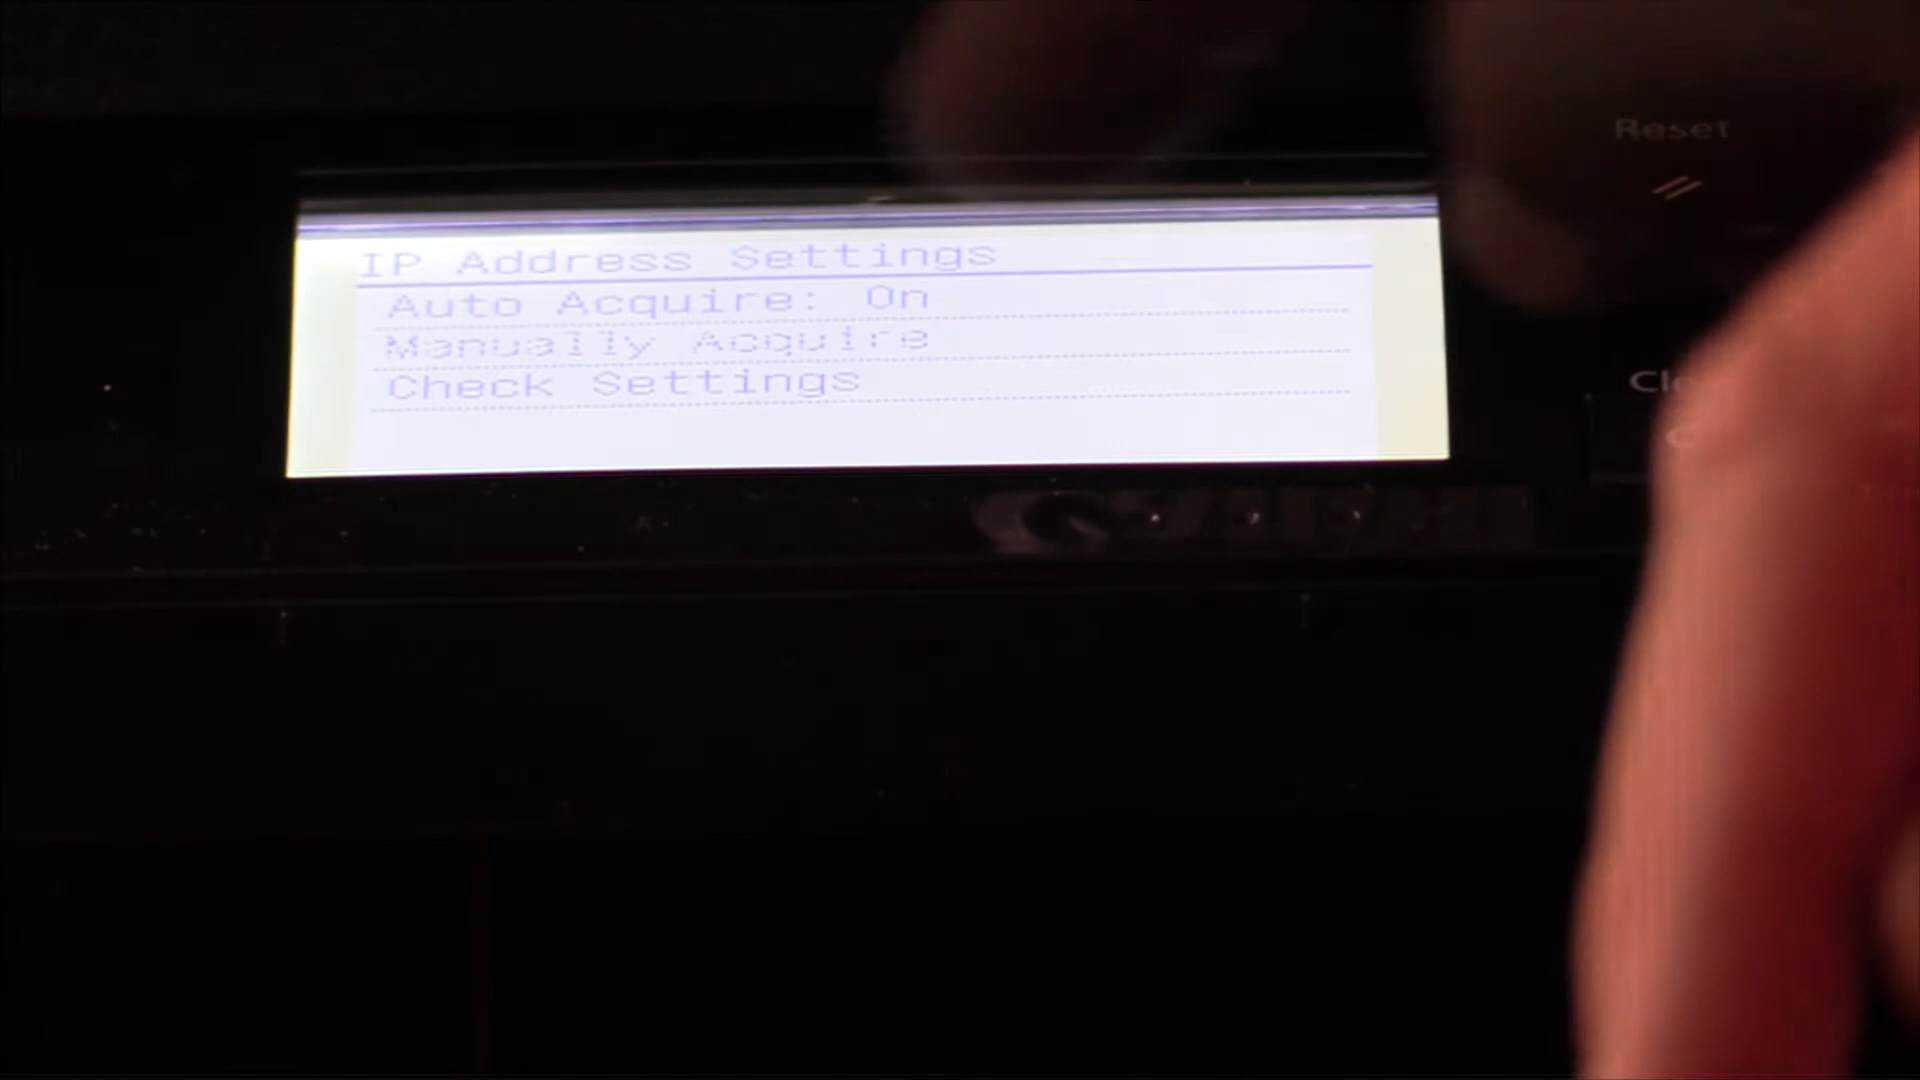 IP Address Settings
Auto Acquire: On
Manually Acquire
Check Settings
Reset